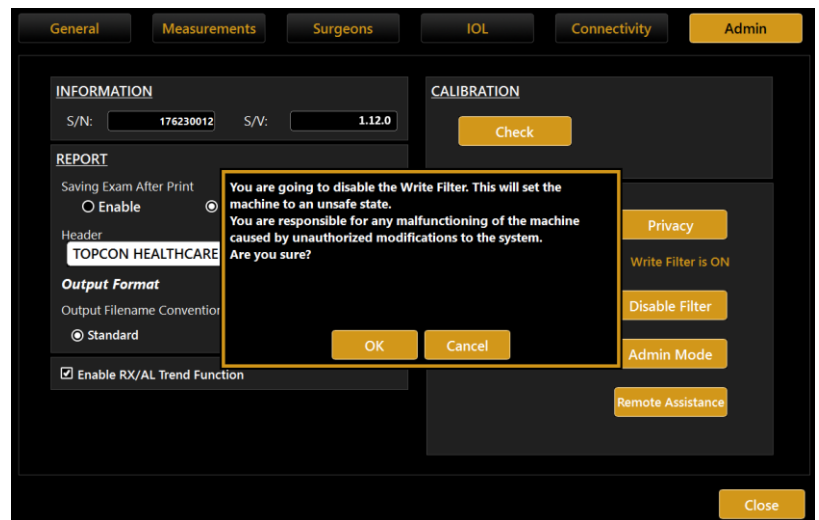 General Measurements Surgeons IOL Connectivity Admin
INFORMATION
S/N: 176230012 S/V: 1.12.0
REPORT
Saving Exam After Print
Enable
Header
TOPCON HEALTHCARE
Output Format
Output Filename Convention
Standard
Enable RX/AL Trend Function
CALIBRATION
Check
You are going to disable the Write Filter. This will set the
machine to an unsafe state.
You are responsible for any malfunctioning of the machine
caused by unauthorized modifications to the system.
Are you sure?
OK Cancel
Privacy
Write Filter is ON
Disable Filter
Admin Mode
Remote Assistance
Close